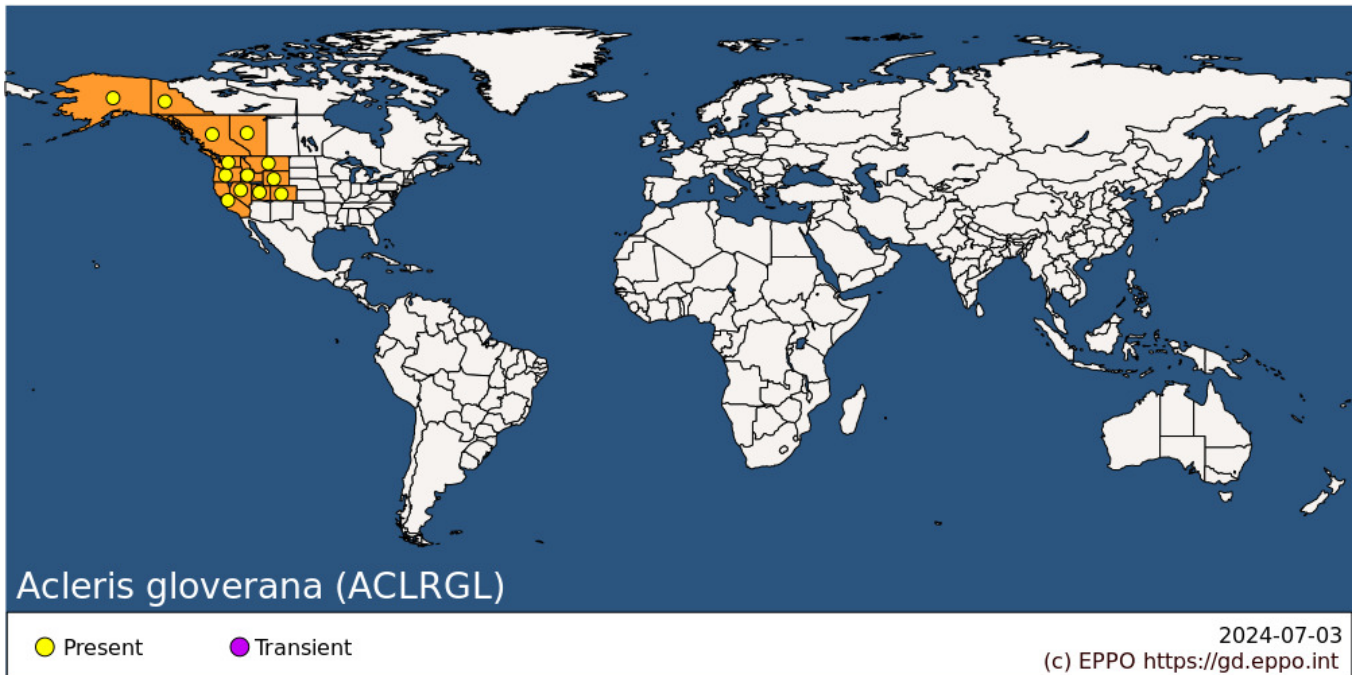 Acleris gloverana (ACLRGL)
Present
Transient
2024-07-03
(c) EPPO https://gd.eppo.int